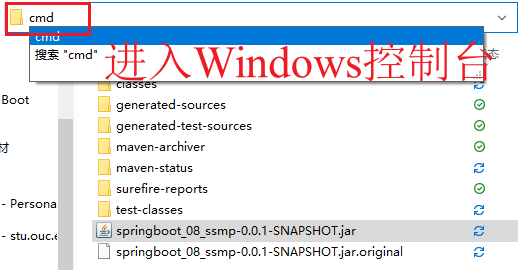 cmd
cmd
搜索 "cmd"
进入Windows控制台
态
classes
Boot
generated-sources
generated-test-sources
材
maven-archiver
maven-status
- Persona
surefire-reports
- stu.ouc.e
test-classes
springboot_08_ssmp-0.0.1-SNAPSHOT.jar
springboot_08_ssmp-0.0.1-SNAPSHOT.jar.original